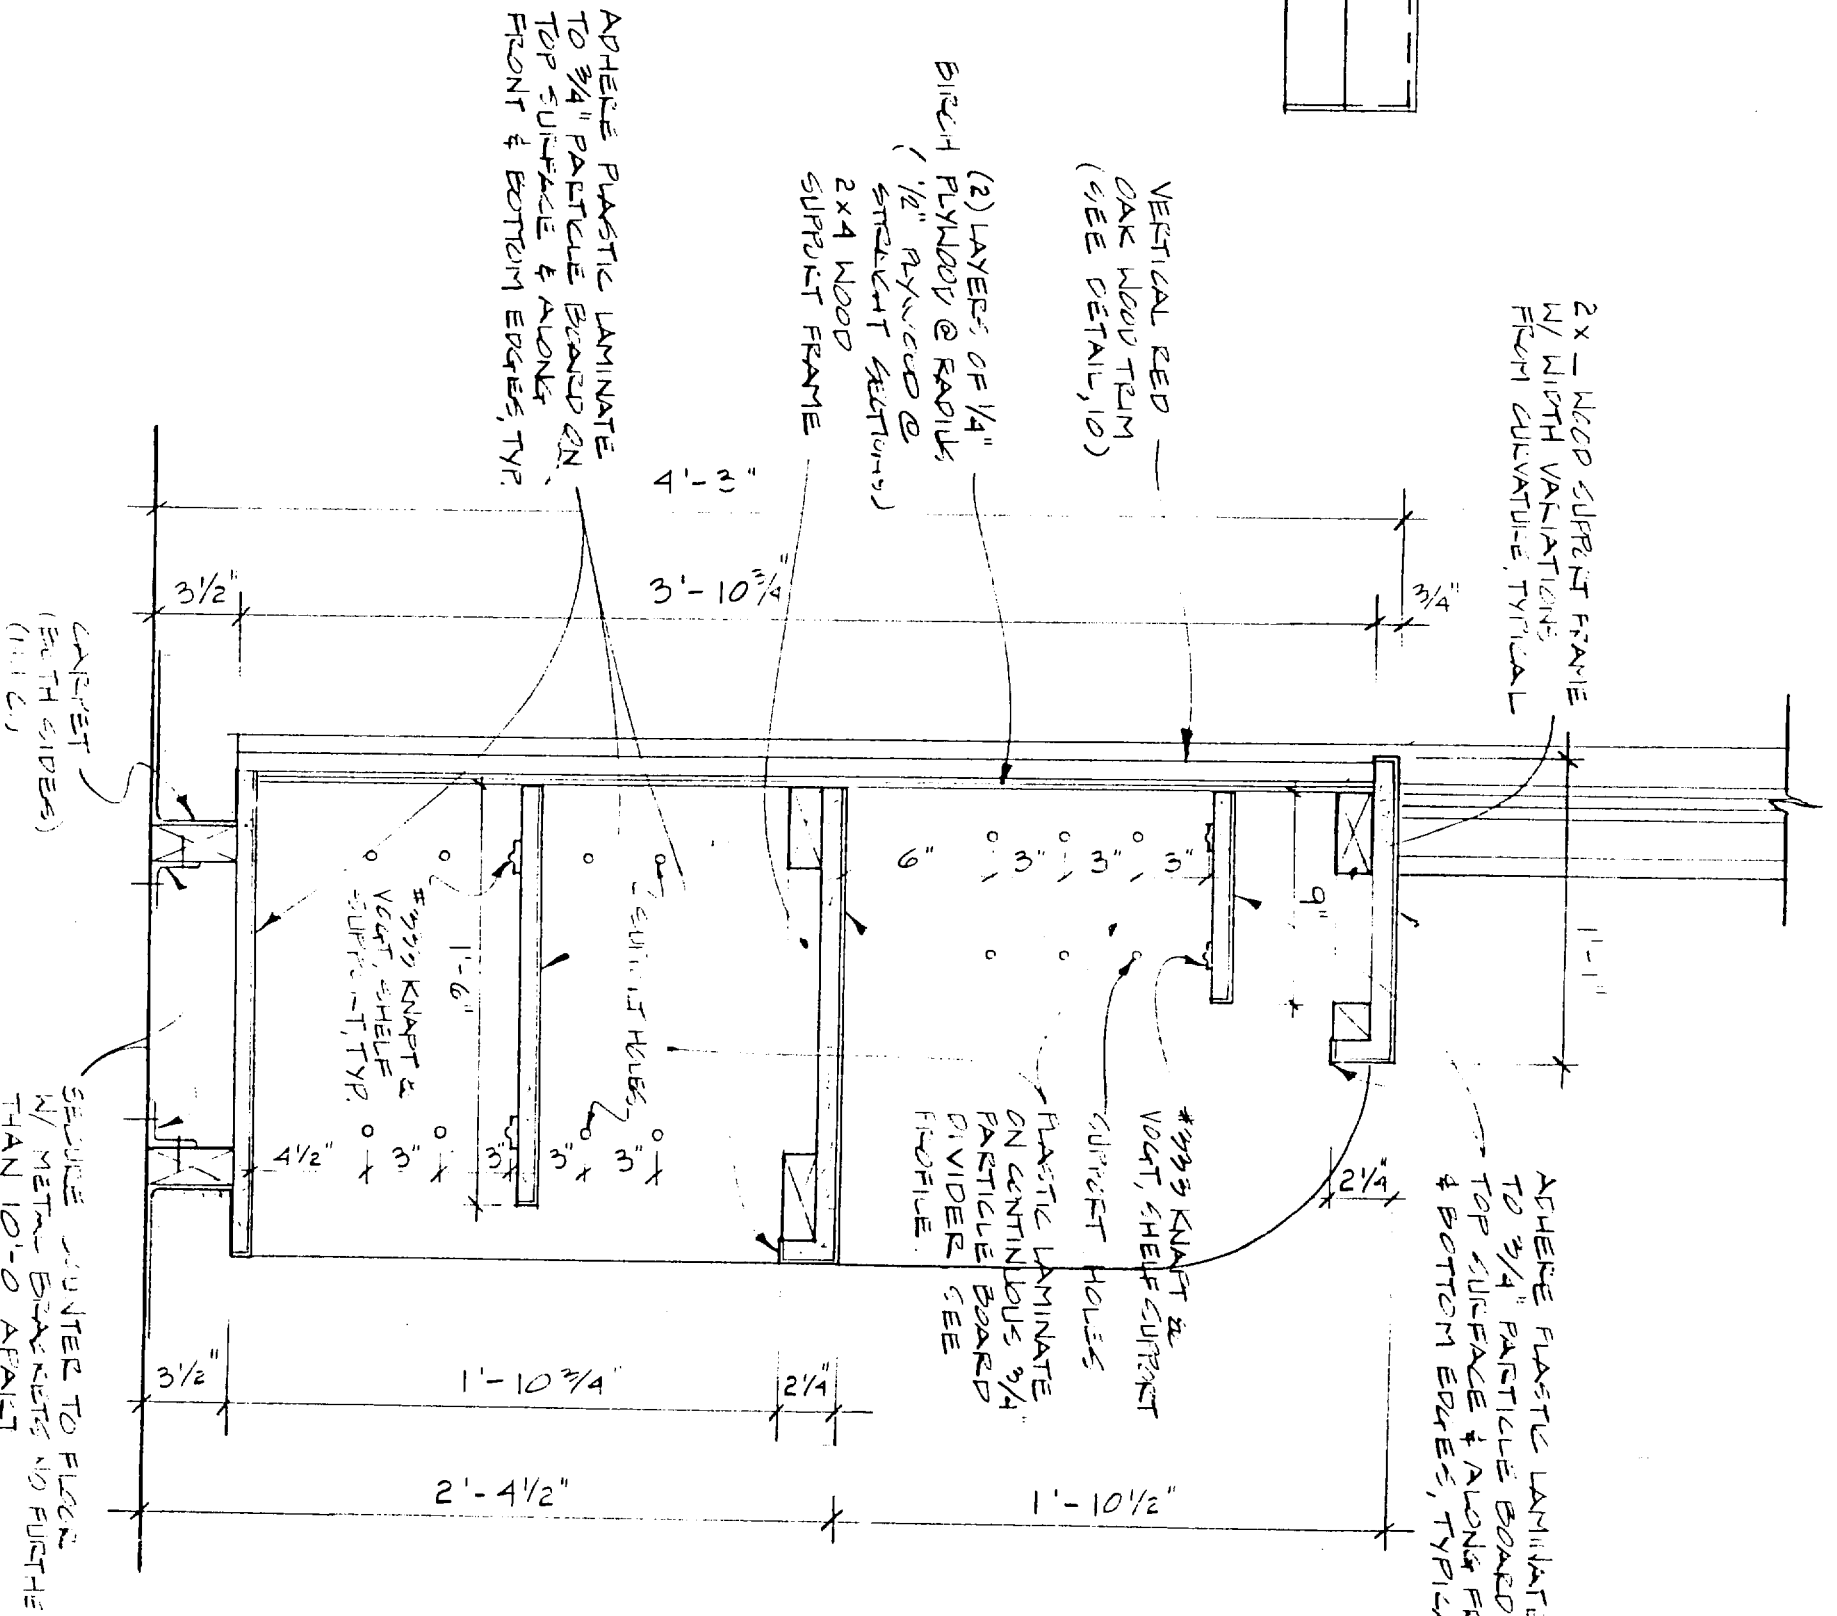 2x_ WOOD SUPPORT FRAME
W/ WIDTH VARIATIONS
FROM CURVATURE, TYPICAL
VERTICAL RED
OAK WOOD TRIM
(SEE DETAIL, 10)
(2) LAYERS OF 1/4"
BIRCH PLYWOOD @ RADIUS
(1/2" PLYWOOD @
STRAIGHT SECTIONS)
2x4 WOOD
SUPPORT FRAME
ADHERE PLASTIC LAMINATE
TO 3/4" PARTICLE BOARD ON
TOP SURFACE & ALONG
FRONT & BOTTOM EDGES, TYP.
4'-3"
3/4"
3'-10 3/4"
3 1/2"
CARPET
(BOTH SIDES)
1'-1"
9"
3"
3"
3"
6"
SUPPORT HOLES
#333 KNAPT &
VOGT, SHELF
SUPPORT, TYP.
1'-6"
3"
3"
3"
3"
4 1/2"
ADHERE PLASTIC LAMINATE
TO 3/4" PARTICLE BOARD
TOP SURFACE & ALONG
& BOTTOM EDGES,
#333 KNAPT &
VOGT, SHELF SUPPORT
SUPPORT HOLES
PLASTIC LAMINATE
ON CONTINUOUS, 3/4"
PARTICLE BOARD
DIVIDER SEE
PROFILE.
2 1/4"
2 1/4"
1'-10 3/4"
3 1/2"
1'-10 1/2"
2'-4 1/2"
SECURE COUNTER TO FLOOR
W/ METAL BRACKETS NO
THAN 10'-0 APART